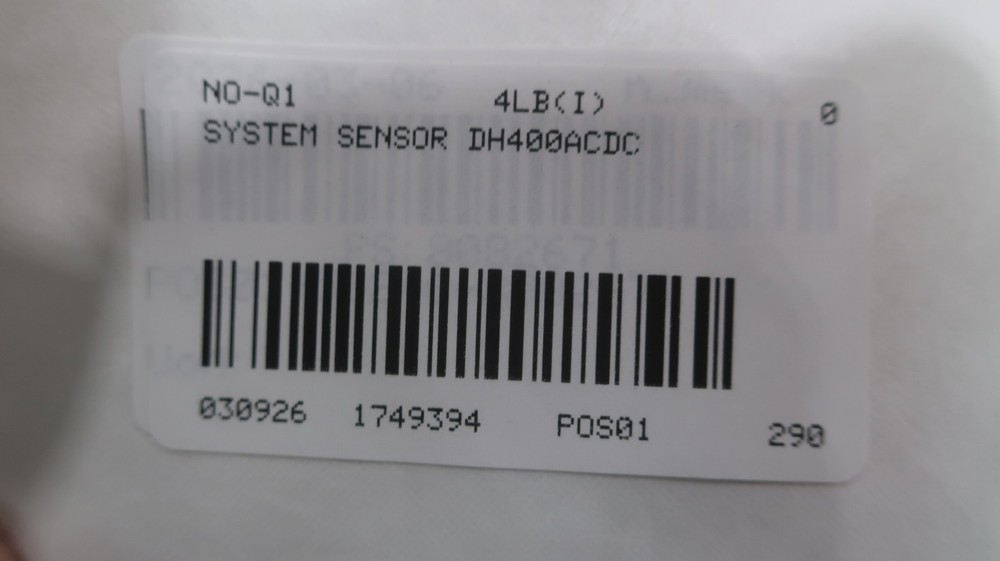 NO-Q1 4LB(I) 0
SYSTEM SENSOR DH400ACDC
030926 1749394 POS01 290